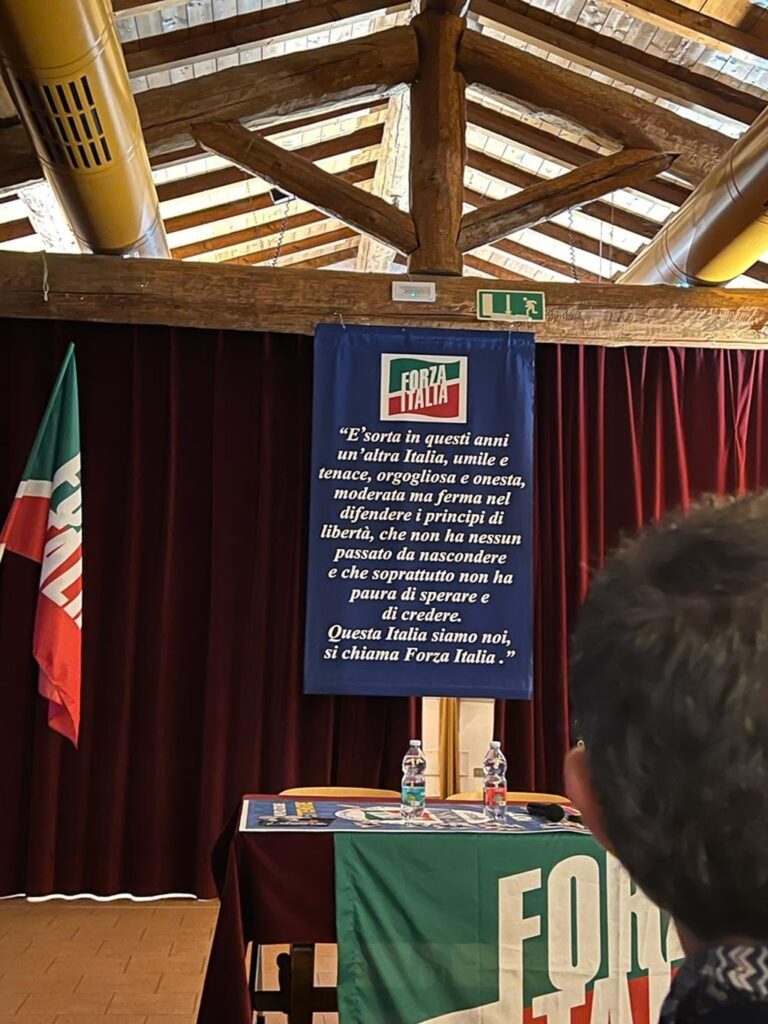 FORZA
ITALIA
“E’sorta in questi anni
un’altra Italia, umile e
tenace, orgogliosa e onesta,
moderata ma ferma nel
difendere i principi di
libertà, che non ha nessun
passato da nascondere
e che soprattutto non ha
paura di sperare e
di credere.
Questa Italia siamo noi,
si chiama Forza Italia .”
ITALIA
FORZA
ITALIA